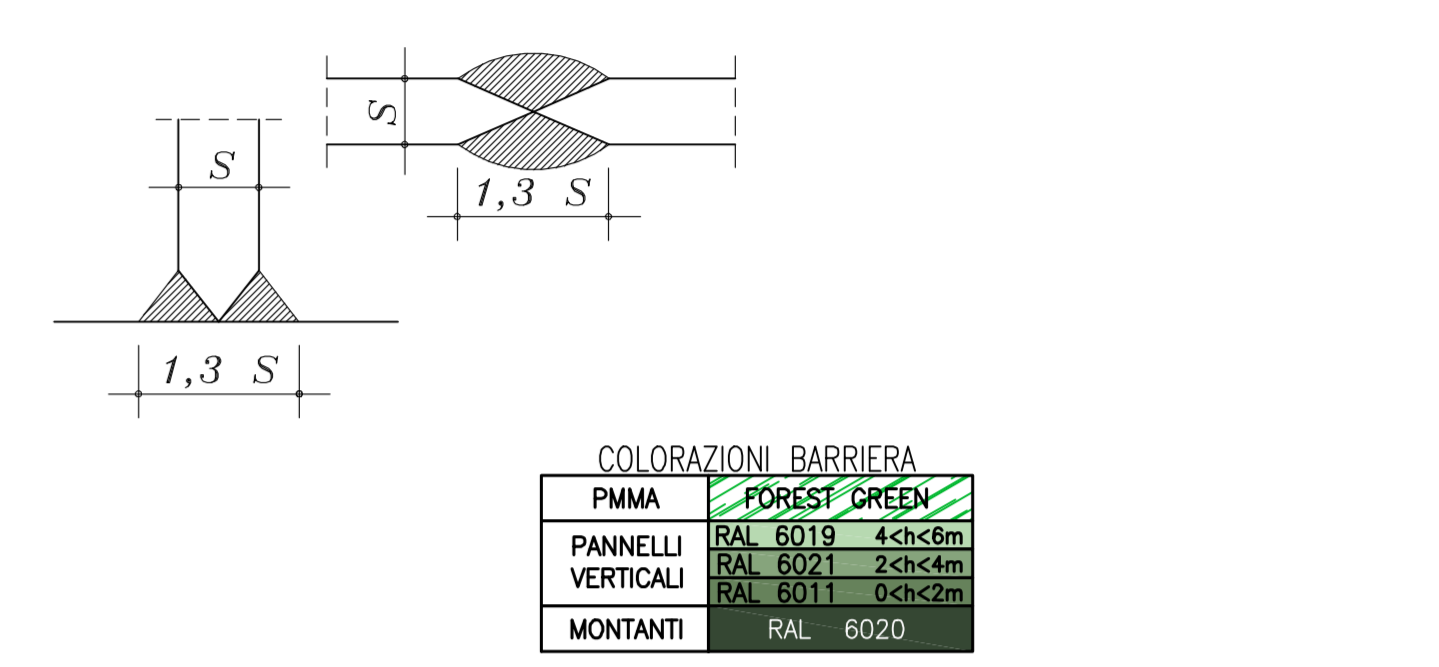 S
1,3 S
S
1,3 S
COLORAZIONI BARRIERA
PMMA FOREST GREEN
PANNELLI VERTICALI
RAL 6019 4<h<6m
RAL 6021 2<h<4m
RAL 6011 0<h<2m
MONTANTI RAL 6020